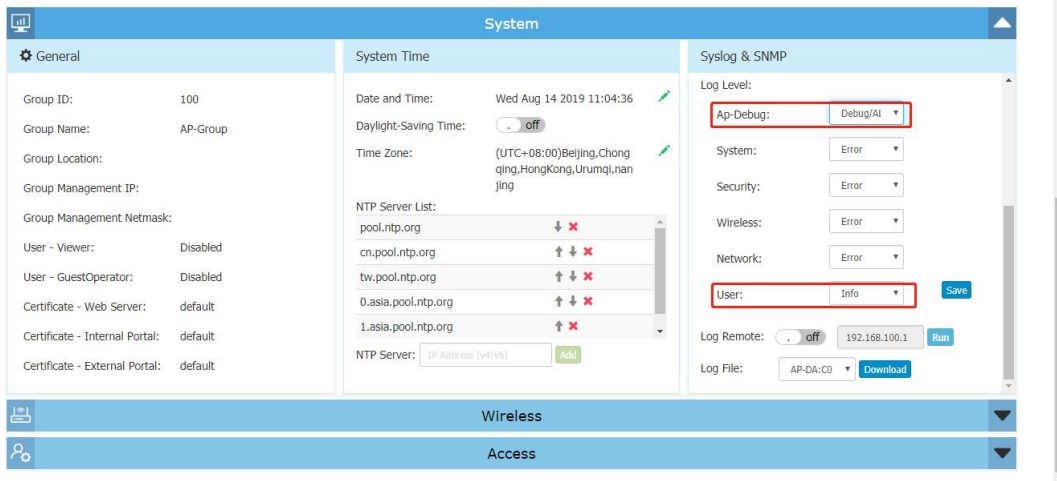 System
General
Group ID: 100
Group Name: AP-Group
Group Location:
Group Management IP:
Group Management Netmask:
User - Viewer: Disabled
User - GuestOperator: Disabled
Certificate - Web Server: default
Certificate - Internal Portal: default
Certificate - External Portal: default
System Time
Date and Time: Wed Aug 14 2019 11:04:36
Daylight-Saving Time: off
Time Zone: (UTC+08:00)Beijing,Chong
qing,HongKong,Urumqi,nan
jing
NTP Server List:
pool.ntp.org
cn.pool.ntp.org
tw.pool.ntp.org
0.asia.pool.ntp.org
1.asia.pool.ntp.org
NTP Server: IP Address (v4|v6) Add
Syslog & SNMP
Log Level:
Ap-Debug: Debug/Al
System: Error
Security: Error
Wireless: Error
Network: Error
User: Info Save
Log Remote: off 192.168.100.1 Run
Log File: AP-DA:C0 Download
Wireless
Access